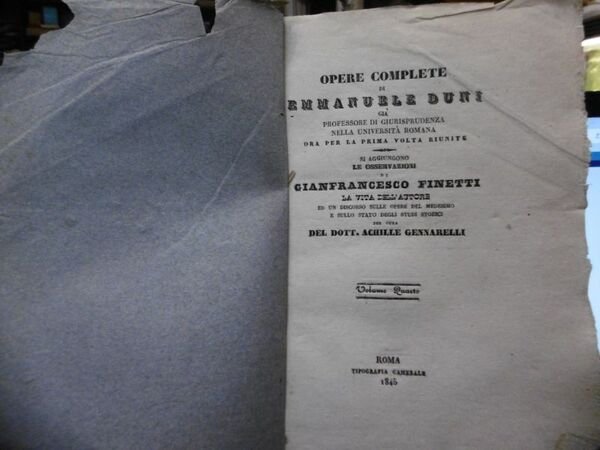 OPERE COMPLETE
DI
EMMANUELE DUNI
GIÀ
PROFESSORE DI GIURISPRUDENZA
NELLA UNIVERSITÀ ROMANA
ORA PER LA PRIMA VOLTA RIUNITE
SI AGGIUNGONO
LE OSSERVAZIONI
DI
GIANFRANCESCO FINETTI
LA VITA DELL'AUTORE
ED UN DISCORSO SULLE OPERE DEL MEDESIMO
E SULLO STATO DEGLI STUDI STORICI
PER CURA
DEL DOTT. ACHILLE GENNARELLI
Volume Quarto
ROMA
TIPOGRAFIA CAMERALE
1845